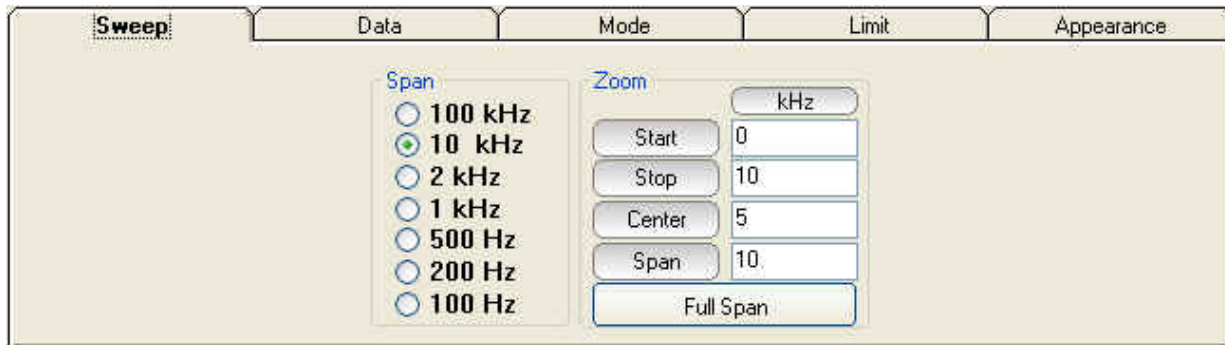 Sweep Data Mode Limit Appearance
Span
100 kHz
10 kHz
2 kHz
1 kHz
500 Hz
200 Hz
100 Hz
Zoom
kHz
Start 0
Stop 10
Center 5
Span 10
Full Span